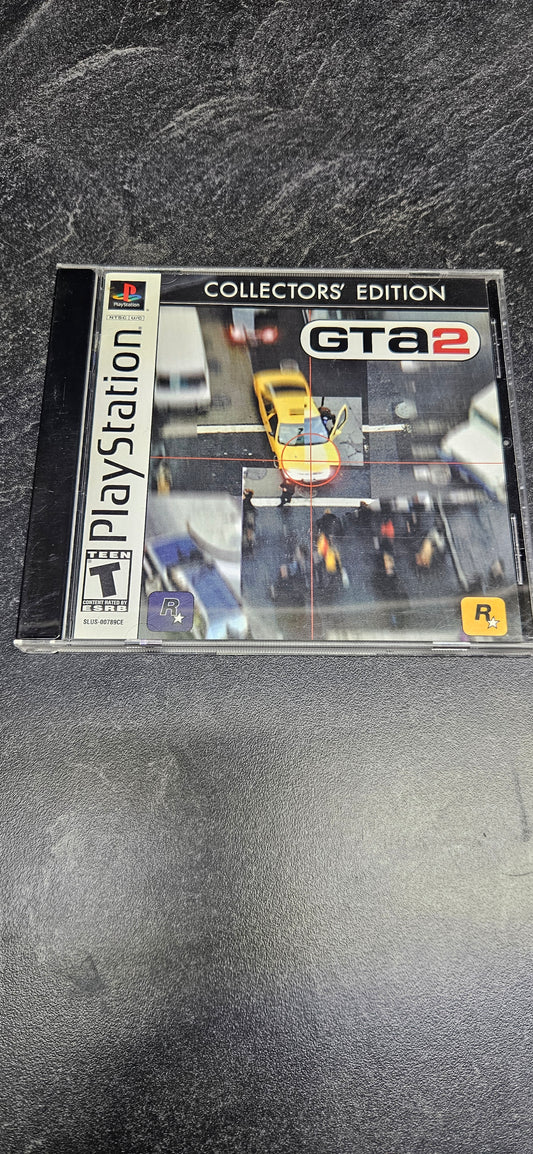 COLLECTORS' EDITION
GTA2
PlayStation
NTSC U/C
PlayStation
TEEN
T
CONTENT RATED BY
ESRB
SLUS-00789CE
R
R